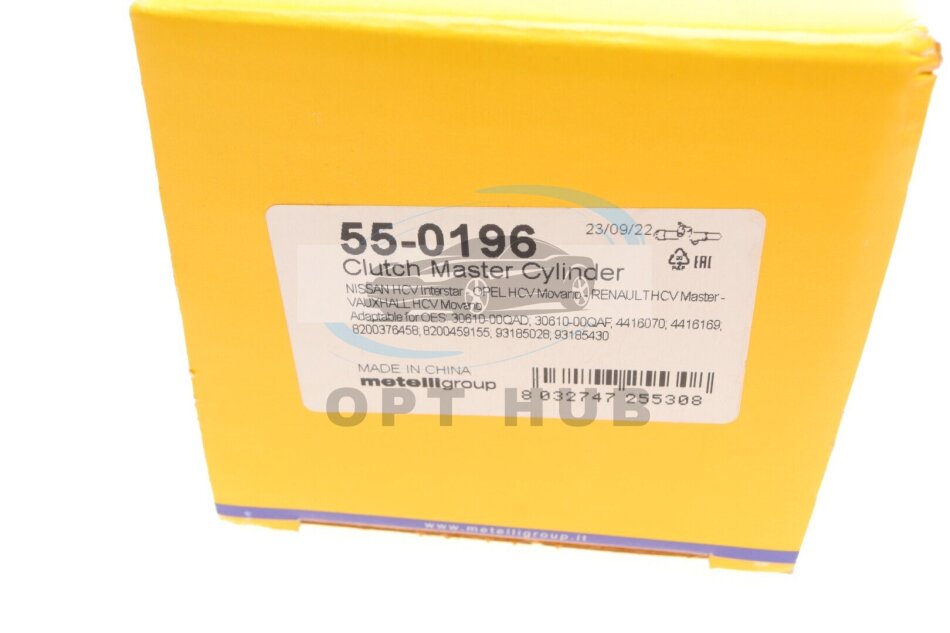 55-0196
23/09/22
Clutch Master Cylinder
EAC
NISSAN HCV Interstar - OPEL HCV Movano - RENAULT HCV Master -
VAUXHALL HCV Movano
Adaptable for OES: 30610-00QAD, 30610-00QAF, 4416070, 4416169,
8200376458, 8200459155, 93185028, 93185430
MADE IN CHINA
metelligroup
8 032747 255308
OPT HUB
www.metelligroup.it